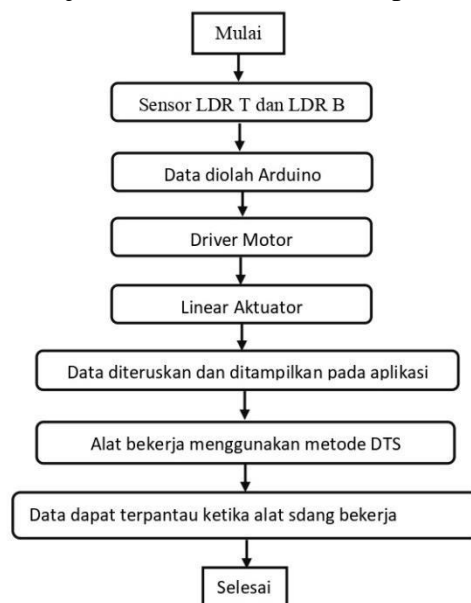 Mulai
Sensor LDR T dan LDR B
Data diolah Arduino
Driver Motor
Linear Aktuator
Data diteruskan dan ditampilkan pada aplikasi
Alat bekerja menggunakan metode DTS
Data dapat terpantau ketika alat sdang bekerja
Selesai